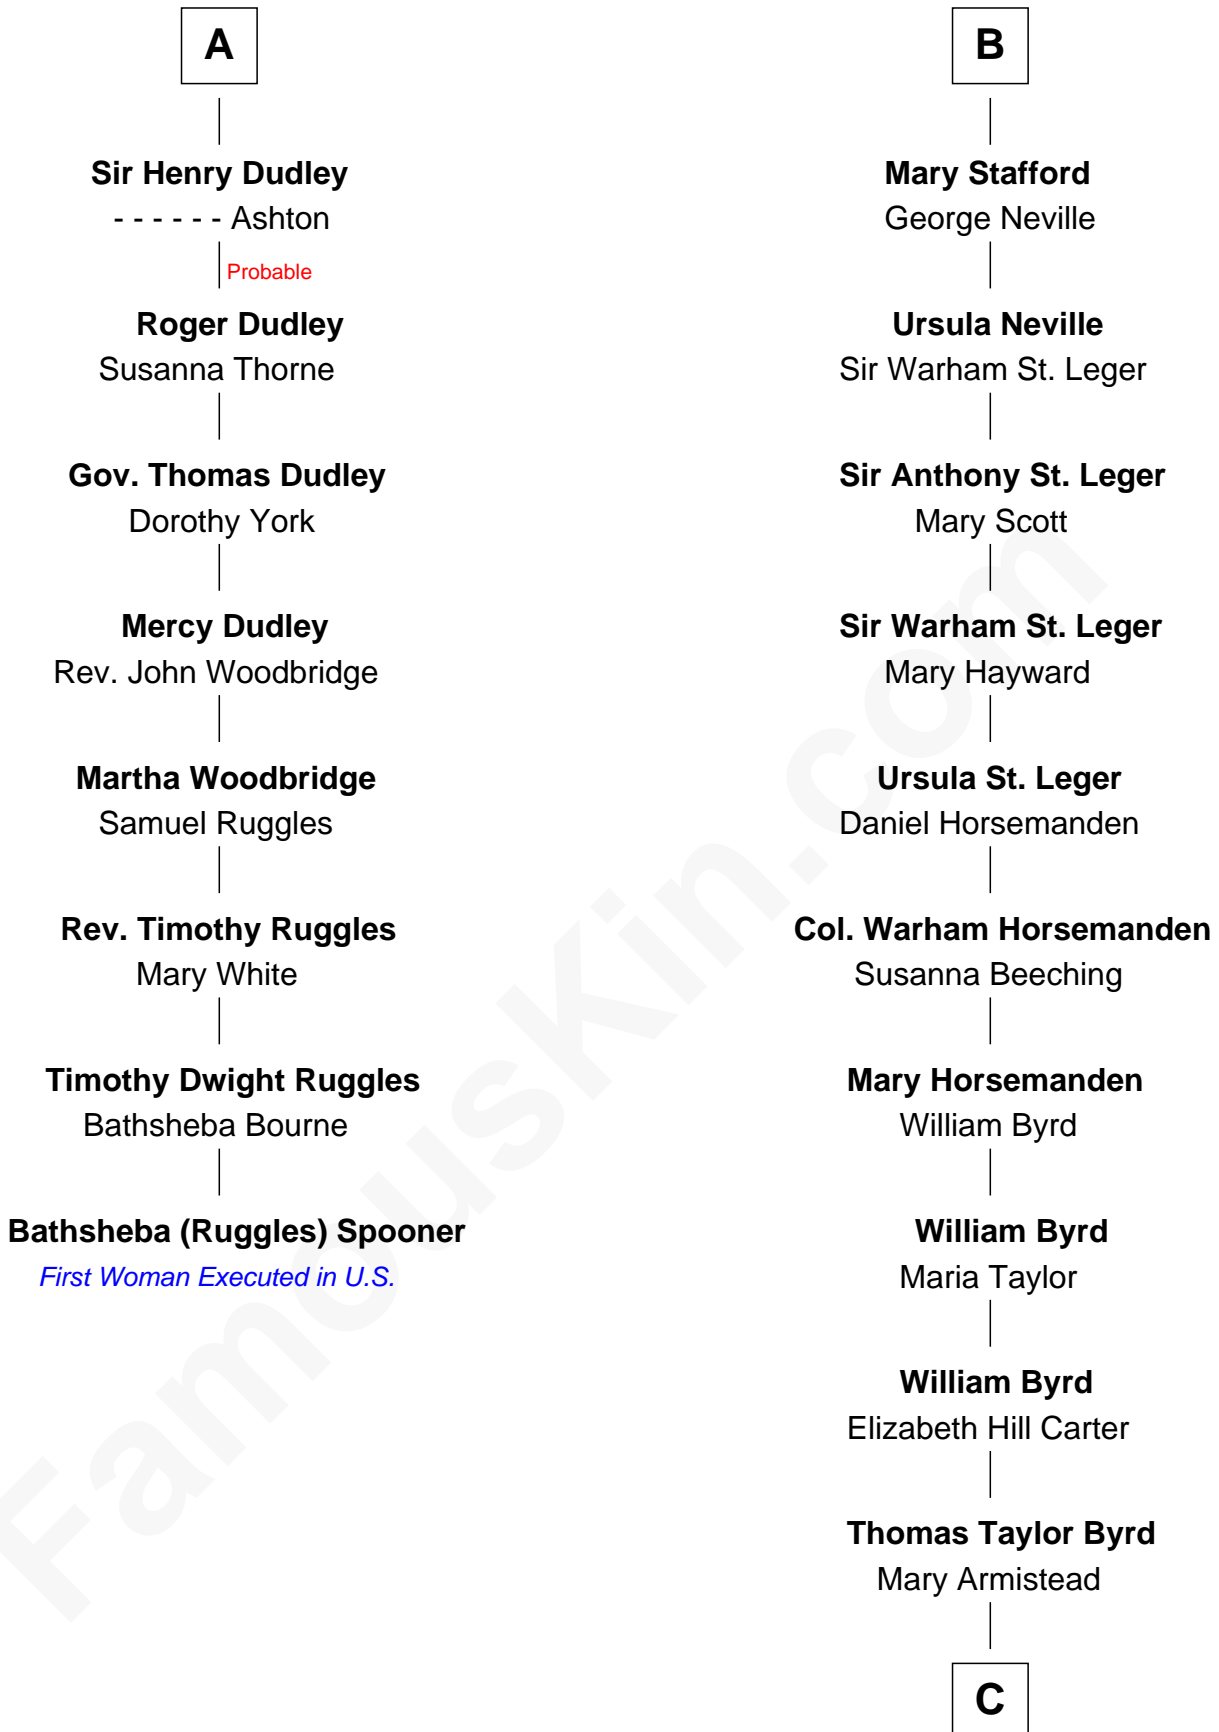 A
Sir Henry Dudley
- - - - - - Ashton
Probable
Roger Dudley
Susanna Thorne
Gov. Thomas Dudley
Dorothy York
Mercy Dudley
Rev. John Woodbridge
Martha Woodbridge
Samuel Ruggles
Rev. Timothy Ruggles
Mary White
Timothy Dwight Ruggles
Bathsheba Bourne
Bathsheba (Ruggles) Spooner
First Woman Executed in U.S.
B
Mary Stafford
George Neville
Ursula Neville
Sir Warham St. Leger
Sir Anthony St. Leger
Mary Scott
Sir Warham St. Leger
Mary Hayward
Ursula St. Leger
Daniel Horsemanden
Col. Warham Horsemanden
Susanna Beeching
Mary Horsemanden
William Byrd
William Byrd
Maria Taylor
William Byrd
Elizabeth Hill Carter
Thomas Taylor Byrd
Mary Armistead
C
FamousKin.com